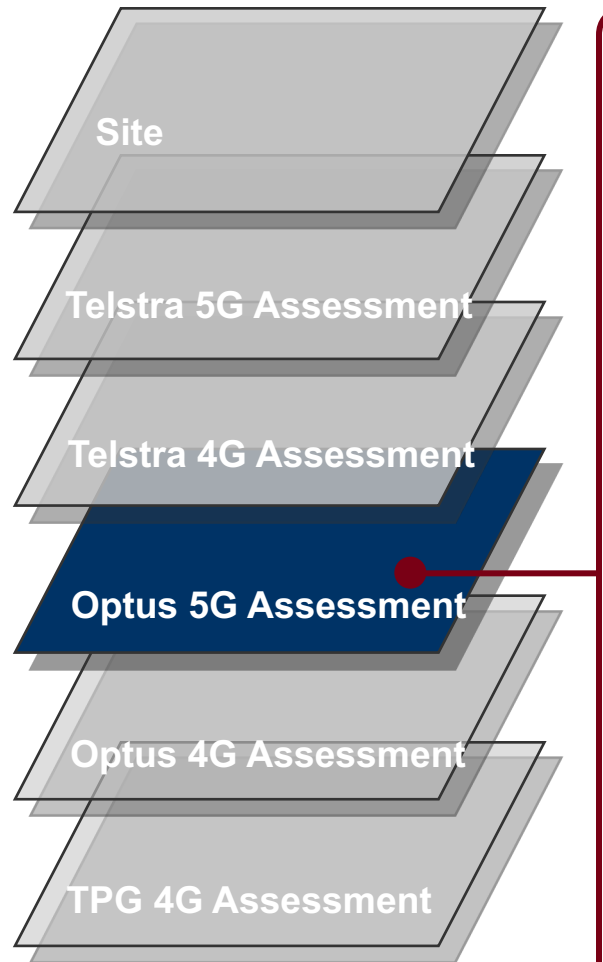 Site
Telstra 5G Assessment
Telstra 4G Assessment
Optus 5G Assessment
Optus 4G Assessment
TPG 4G Assessment